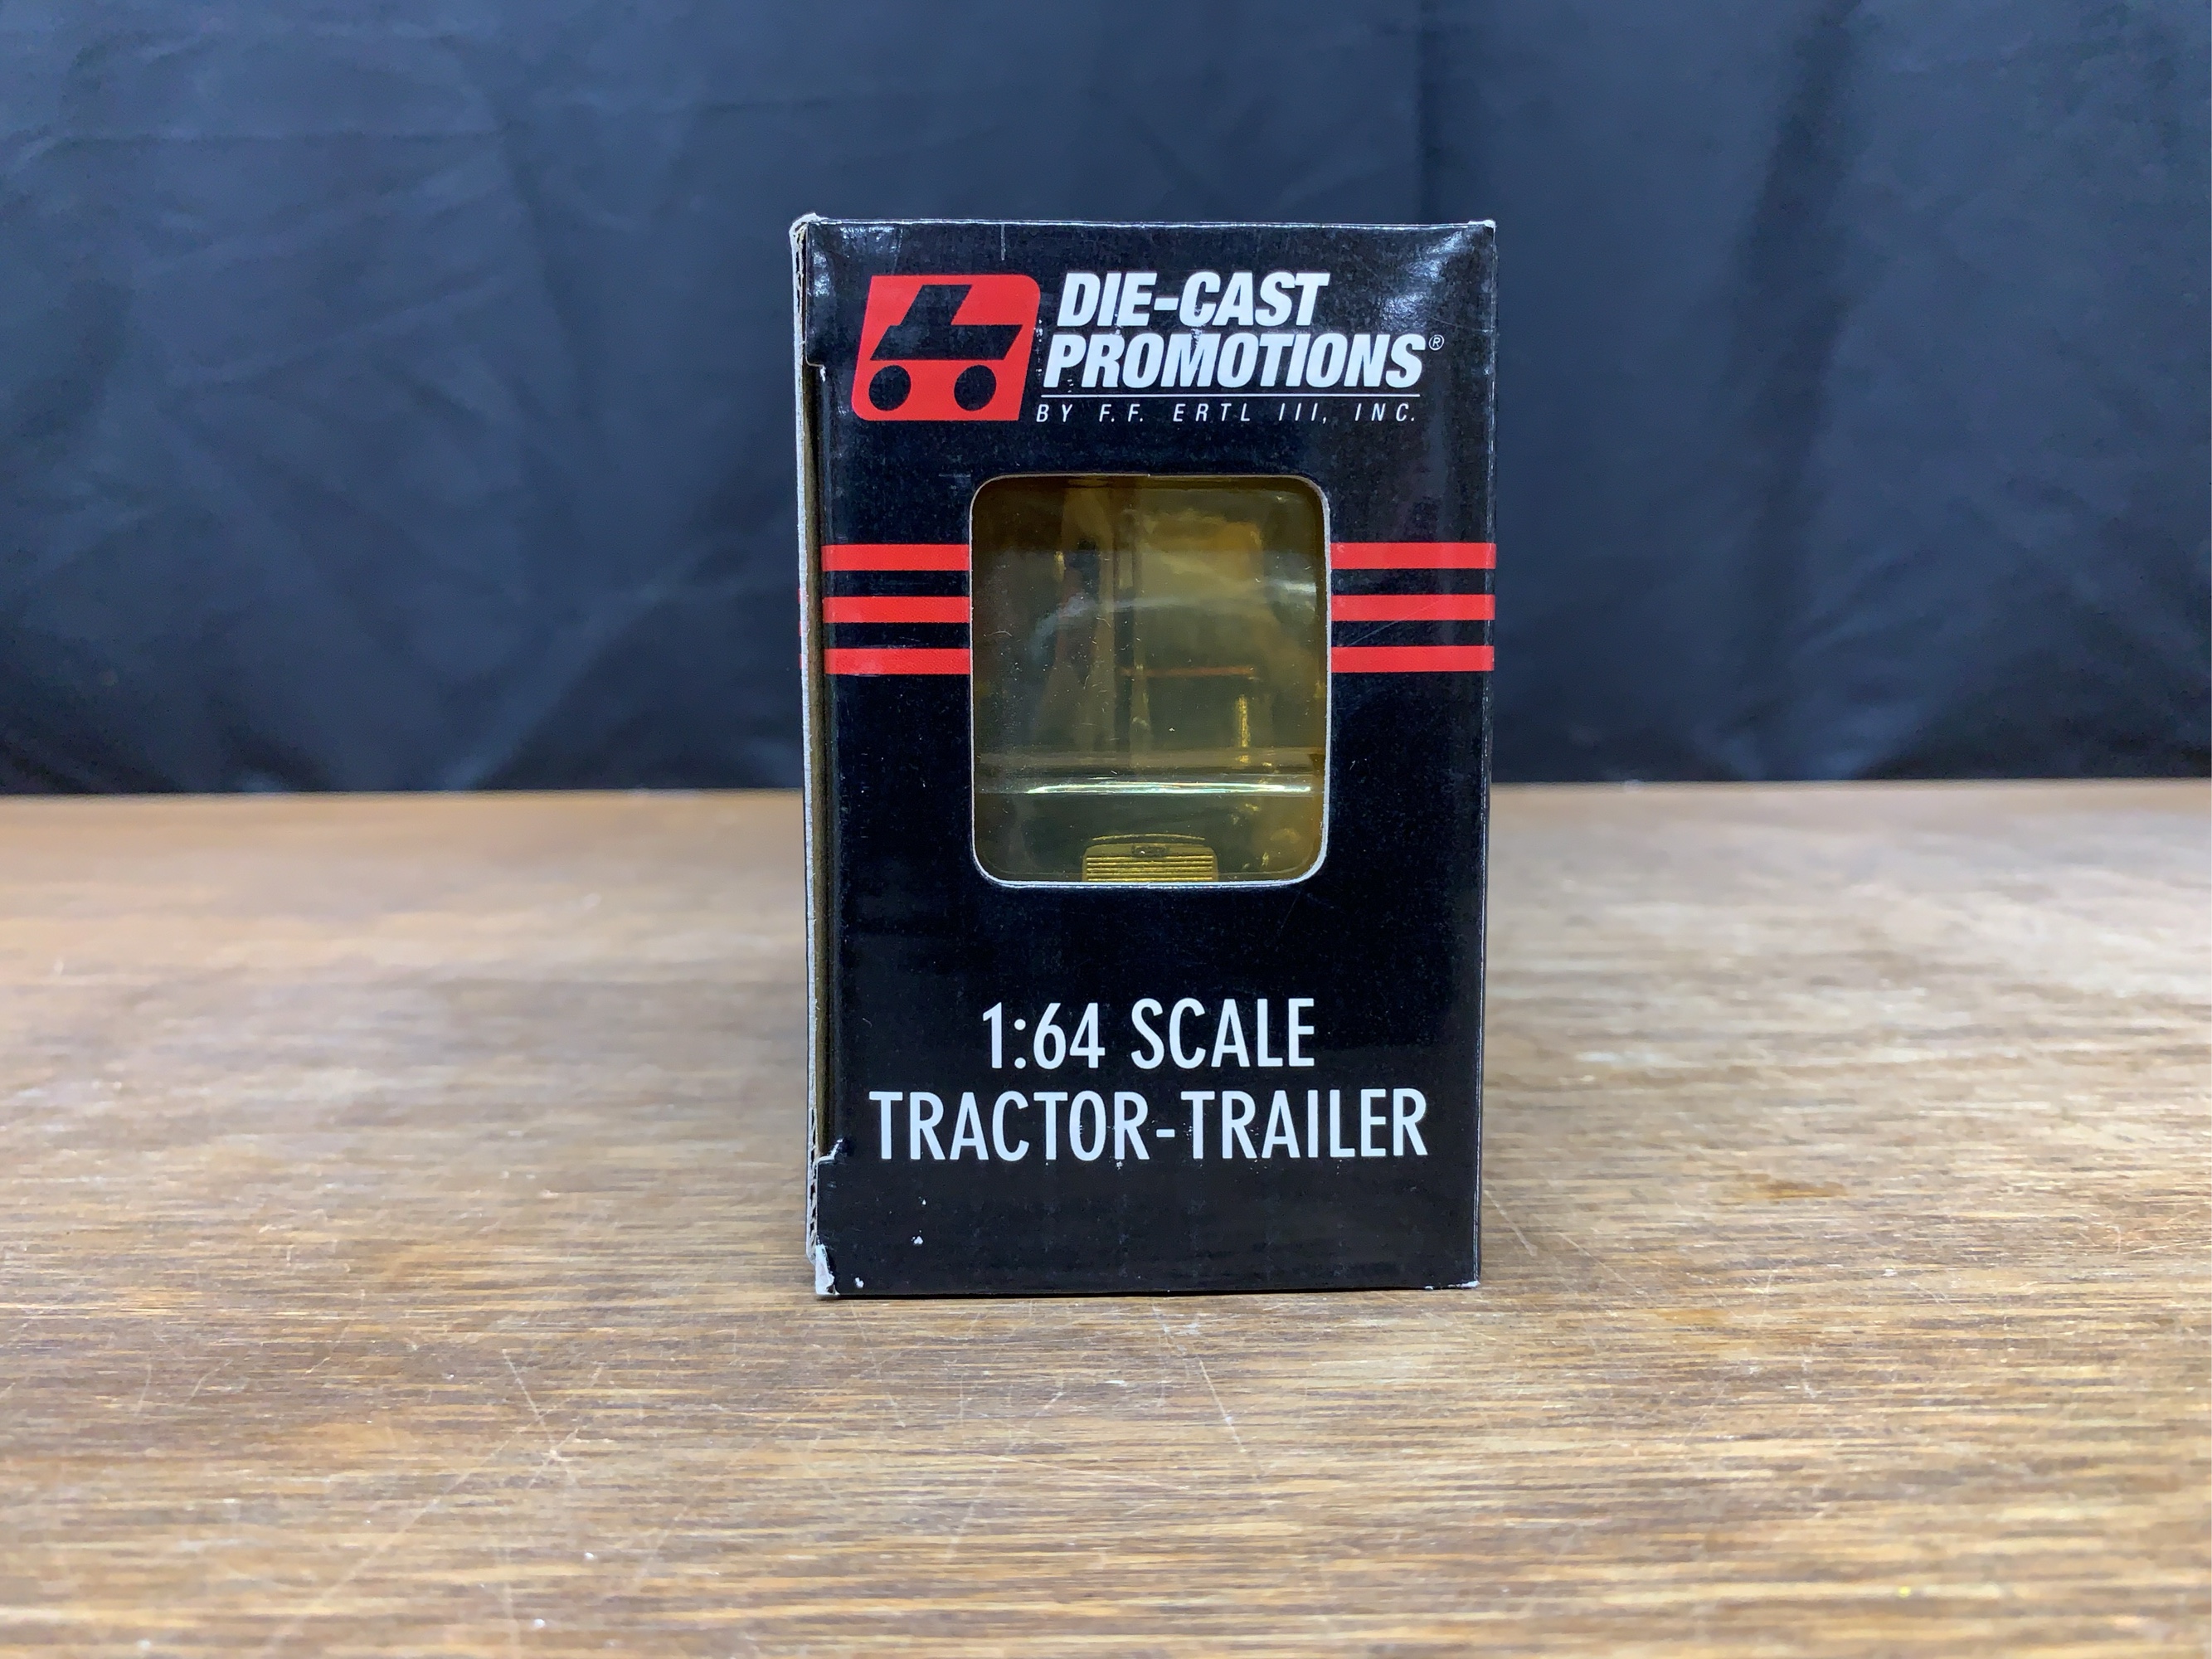 DIE-CAST
PROMOTIONS®
BY F.F. ERTL III, INC.
1:64 SCALE
TRACTOR-TRAILER